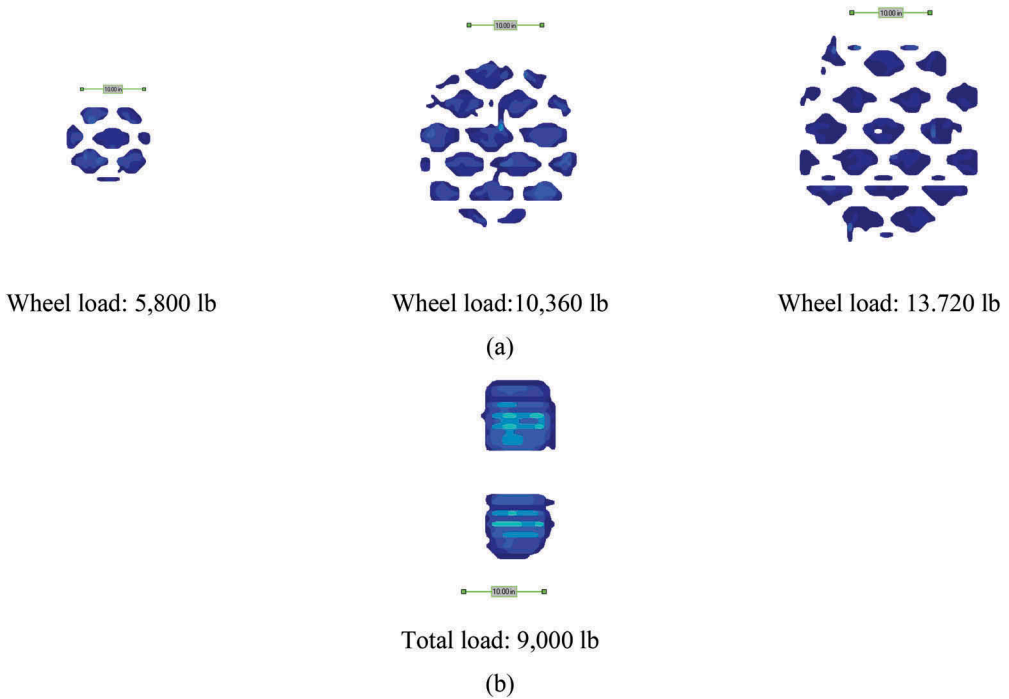 10.00 in
10.00 in
10.00 in
Wheel load: 5,800 lb
Wheel load:10,360 lb
Wheel load: 13.720 lb
(a)
10.00 in
Total load: 9,000 lb
(b)